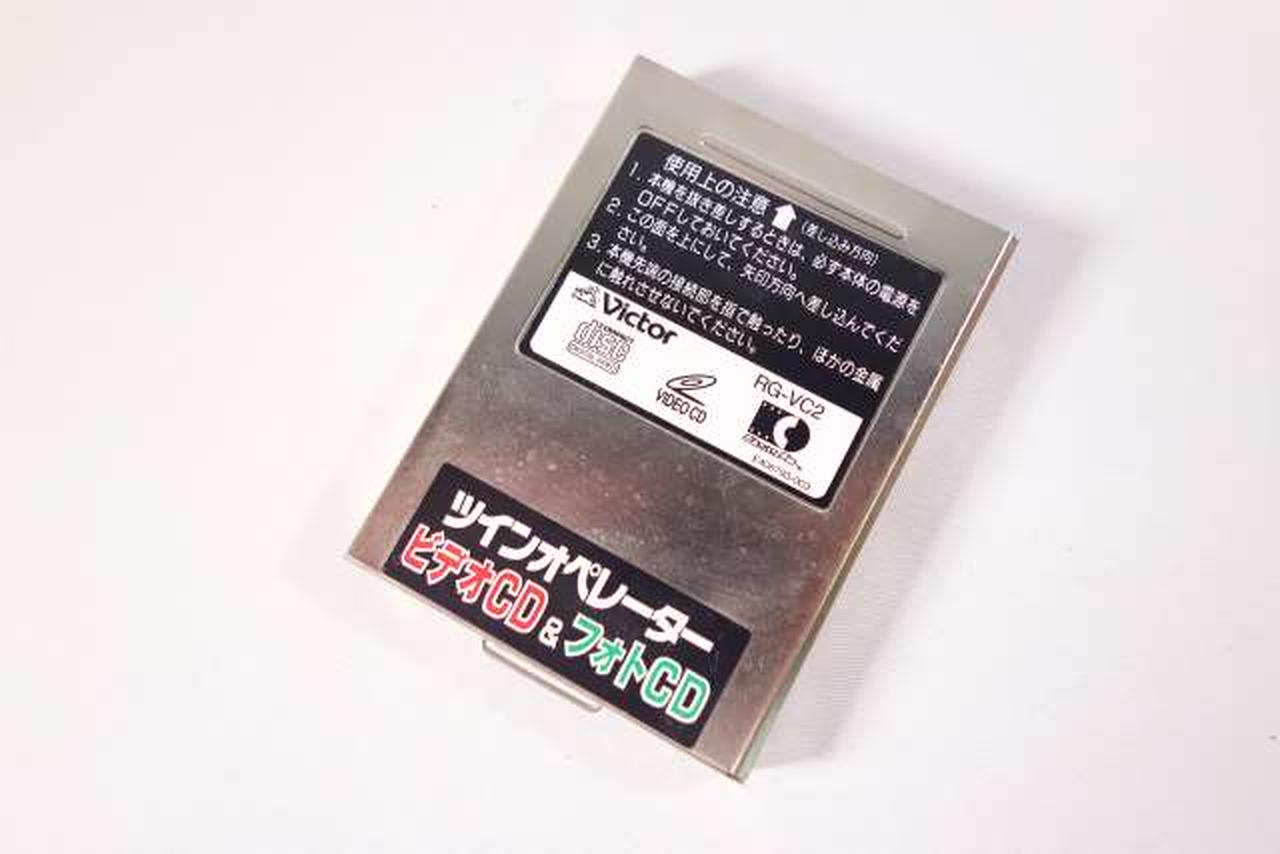 使用上の注意
(差し込み方向)
1. 本機を抜き差しするときは、必ず本体の電源を
OFFしておいてください。
2. この面を上にして、矢印方向へ差し込んでくだ
さい。
3. 本機先端の接続部を指で触ったり、ほかの金属
に触れさせないでください。
Victor
RG-VC2
COMPACT
disc
VIDEO CD
ツインオペレーター
ビデオCD & フォトCD